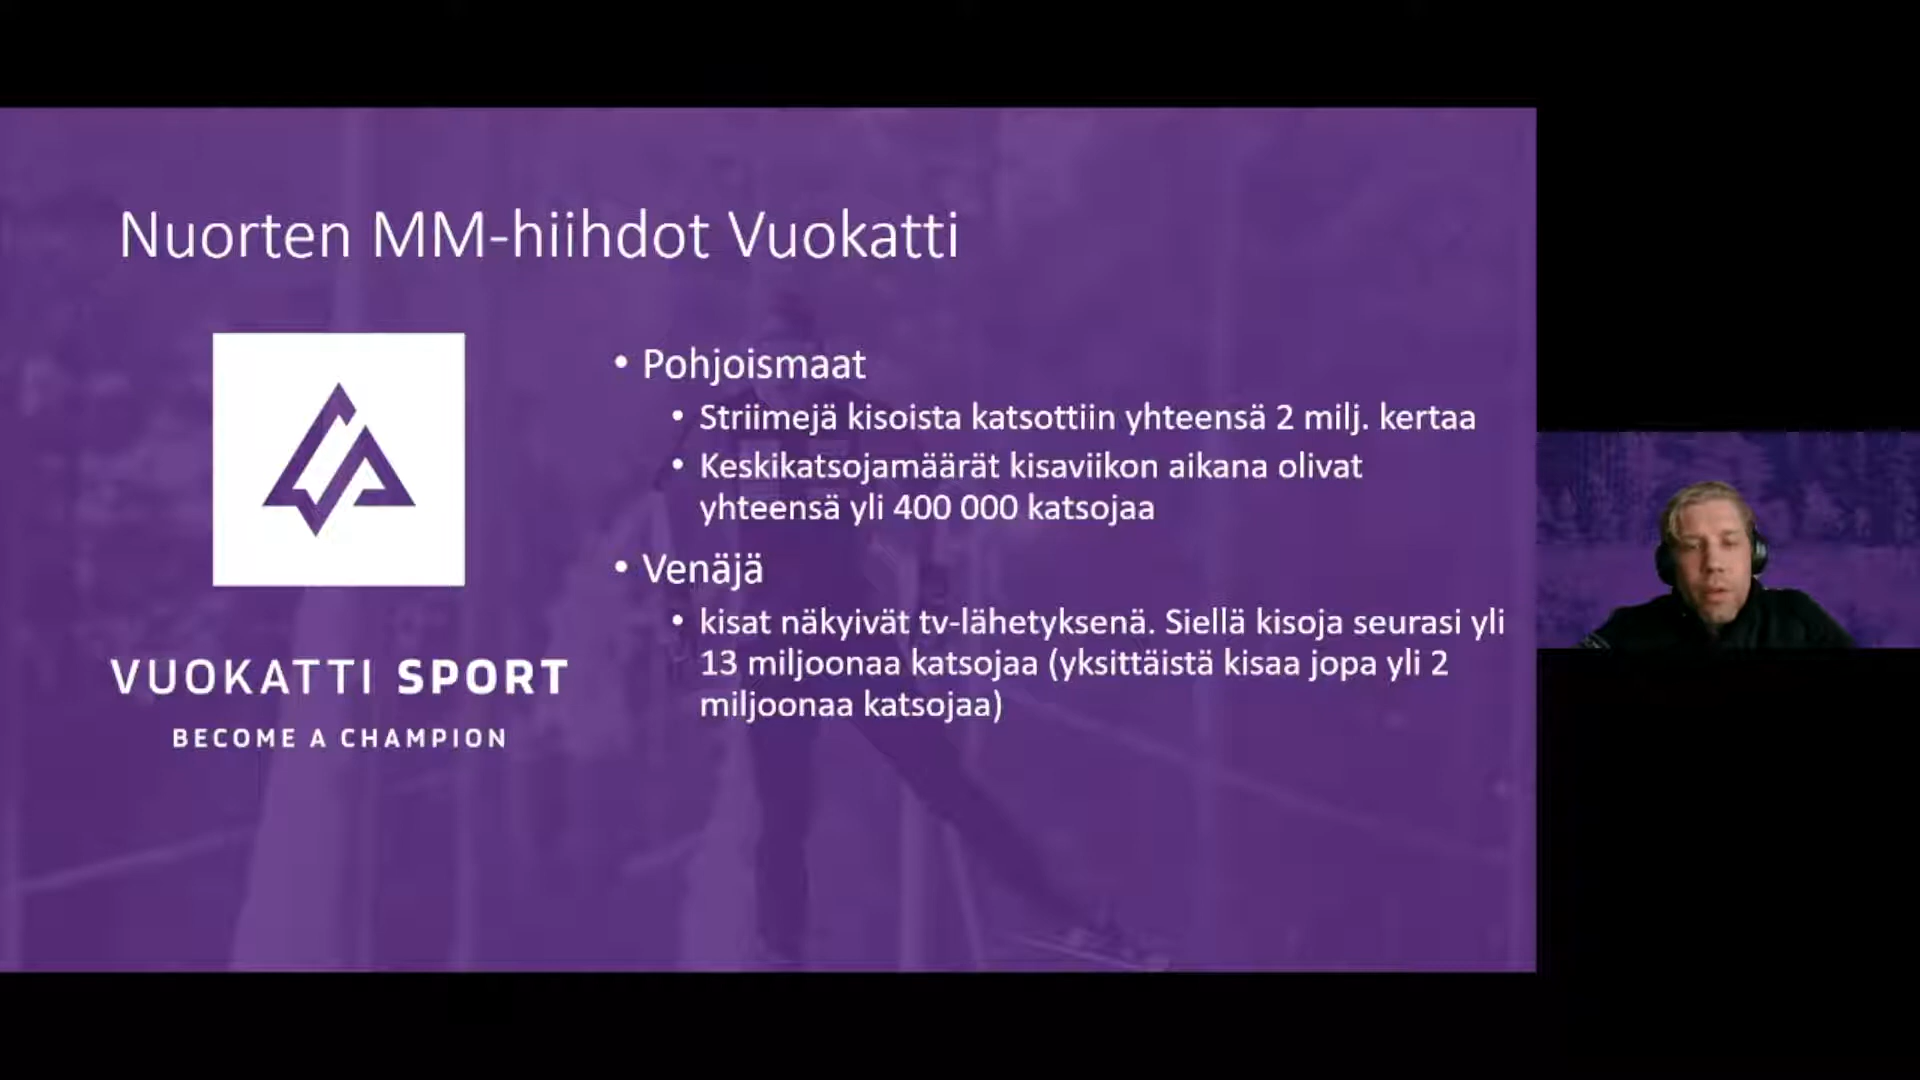 Nuorten MM-hiihdot Vuokatti
VUOKATTI SPORT
BECOME A CHAMPION
• Pohjoismaat
• Striimejä kisoista katsottiin yhteensä 2 milj. kertaa
• Keskikatsojamäärät kisaviikon aikana olivat
yhteensä yli 400 000 katsojaa
• Venäjä
• kisat näkyivät tv-lähetyksenä. Siellä kisoja seurasi yli
13 miljoonaa katsojaa (yksittäistä kisaa jopa yli 2
miljoonaa katsojaa)